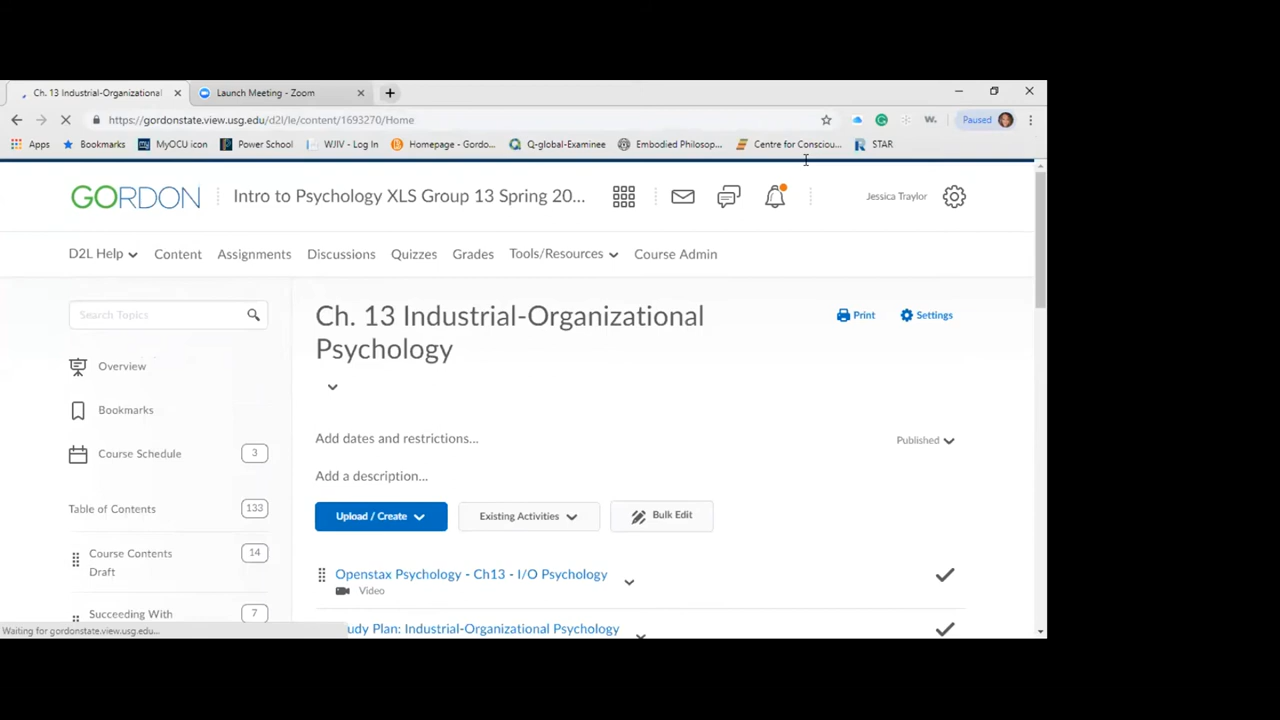 Ch. 13 Industrial-Organizational
Launch Meeting - Zoom
https://gordonstate.view.usg.edu/d2l/le/content/1693270/Home
Paused
Apps
Bookmarks
MyOCU icon
Power School
WJIV - Log In
Homepage - Gordo...
Q-global-Examinee
Embodied Philosop...
Centre for Consciou...
STAR
GORDON
Intro to Psychology XLS Group 13 Spring 20...
Jessica Traylor
D2L Help
Content
Assignments
Discussions
Quizzes
Grades
Tools/Resources
Course Admin
Search Topics
Overview
Bookmarks
Course Schedule 3
Table of Contents 133
Course Contents 14
Draft
Succeeding With 7
Ch. 13 Industrial-Organizational
Psychology
Print
Settings
Add dates and restrictions...
Published
Add a description...
Upload / Create
Existing Activities
Bulk Edit
Openstax Psychology - Ch13 - I/O Psychology
Video
udy Plan: Industrial-Organizational Psychology
Waiting for gordonstate.view.usg.edu...